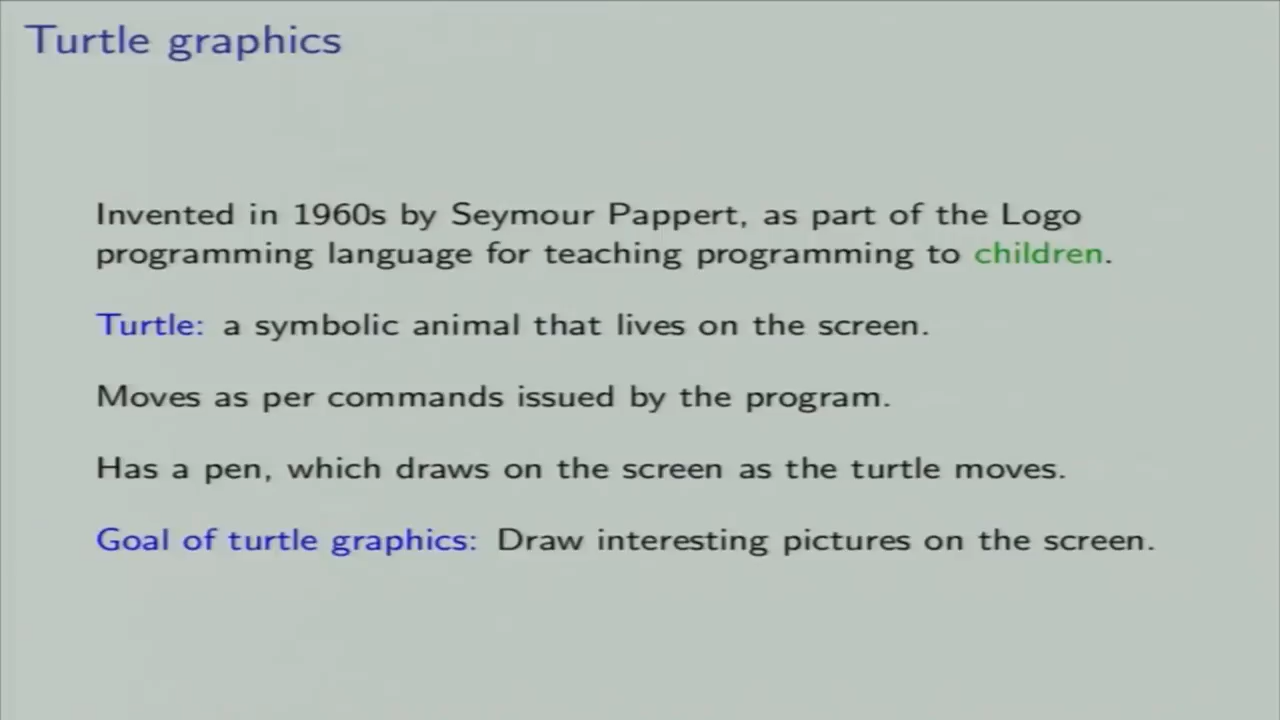 Turtle graphics
Invented in 1960s by Seymour Pappert, as part of the Logo
programming language for teaching programming to children.
Turtle: a symbolic animal that lives on the screen.
Moves as per commands issued by the program.
Has a pen, which draws on the screen as the turtle moves.
Goal of turtle graphics: Draw interesting pictures on the screen.